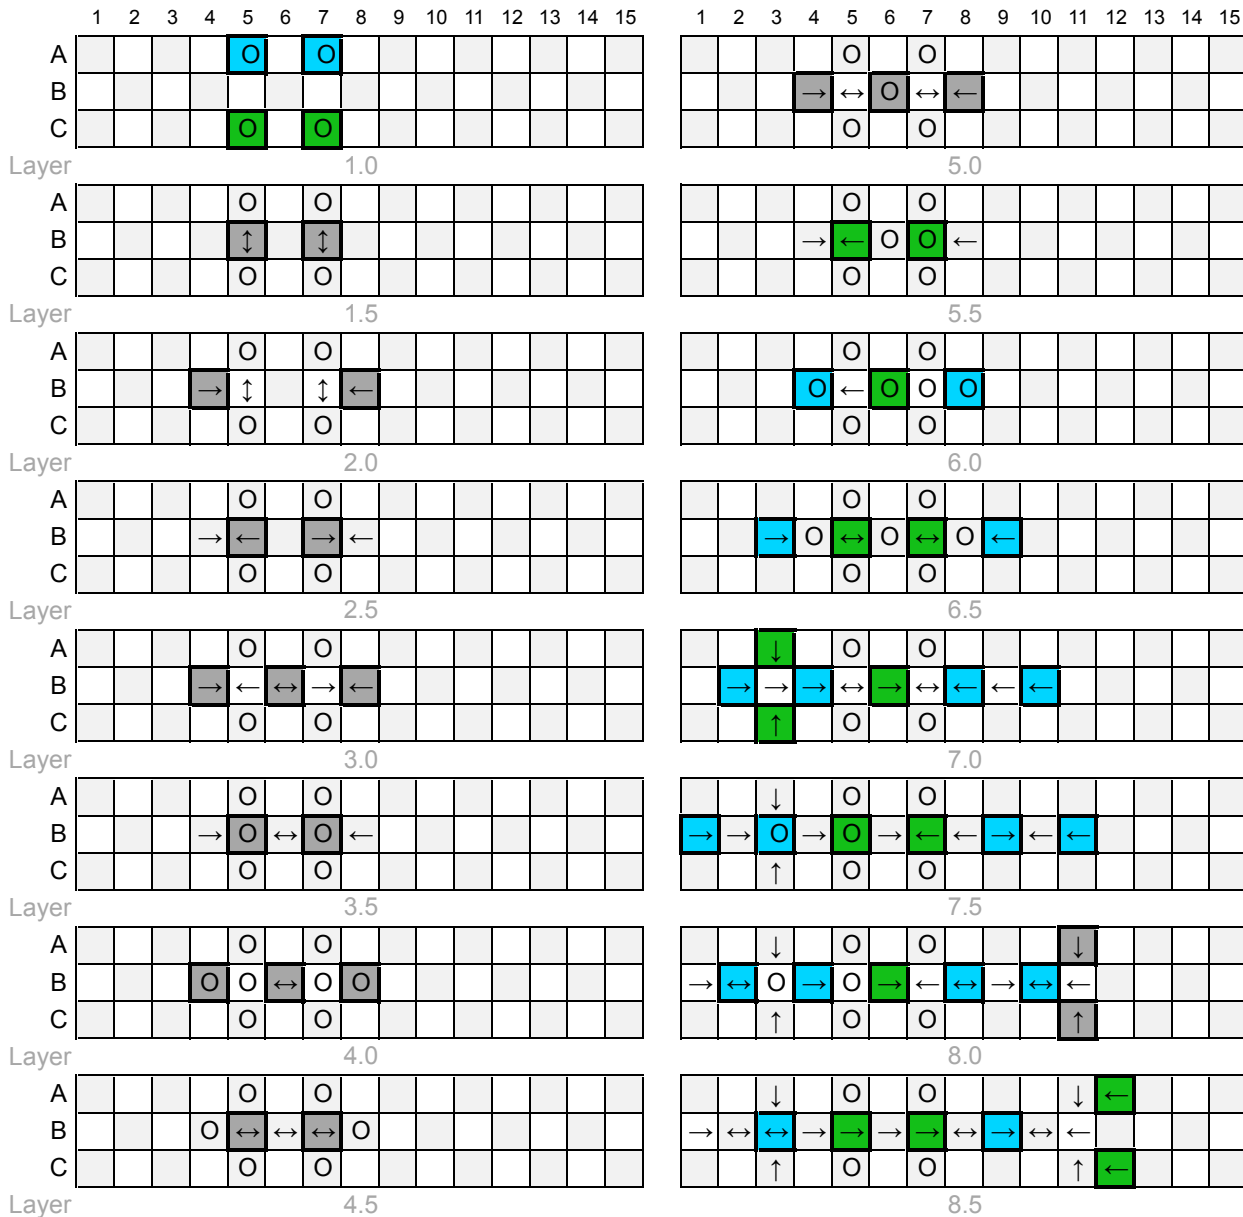 1 2 3 4 5 6 7 8 9 10 11 12 13 14 15 1 2 3 4 5 6 7 8 9 10 11 12 13 14 15
A O O O O
B → ↔ O ↔ ←
C O O O O
Layer 1.0 5.0
A O O O O
B ↕ ↕ → ← O O ←
C O O O O
Layer 1.5 5.5
A O O O O
B → ↕ ↕ ← O ← O O O
C O O O O
Layer 2.0 6.0
A O O O O
B → ← → ← → O ↔ O ↔ O ←
C O O O O
Layer 2.5 6.5
A O O ↓ O O
B → ← ↔ → ← → → → ↔ → ↔ ← ← ←
C O O ↑ O O
Layer 3.0 7.0
A O O ↓ O O
B → O ↔ O ← → → O → O → ← ← → ← ←
C O O ↑ O O
Layer 3.5 7.5
A O O ↓ O O ↓
B O O ↔ O O → ↔ O → O → ← ↔ → ↔ ←
C O O ↑ O O ↑
Layer 4.0 8.0
A O O ↓ O O ↓ ←
B O ↔ ↔ ↔ O → ↔ ↔ → → → → ↔ → ↔ ←
C O O ↑ O O ↑ ←
Layer 4.5 8.5